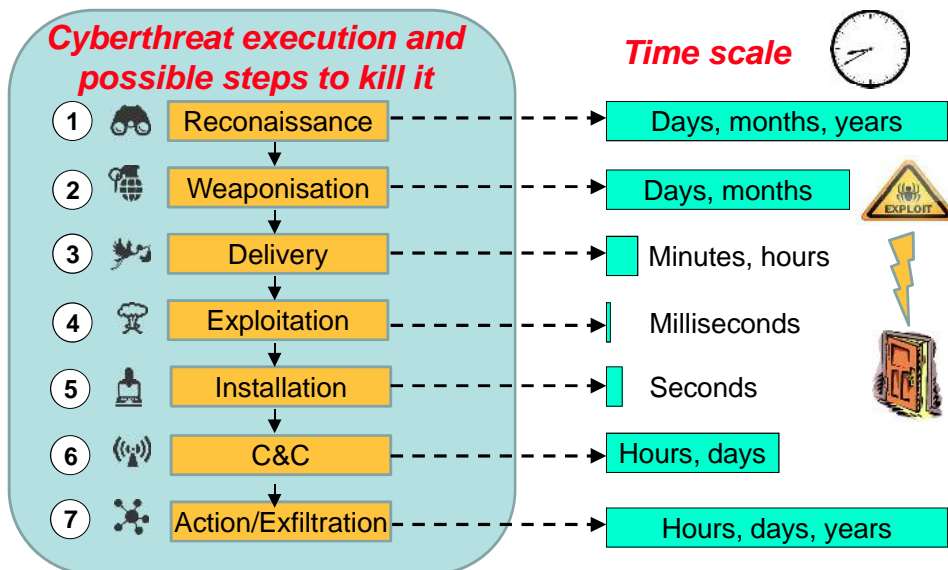 Cyberthreat execution and
possible steps to kill it
Time scale
1
Reconaissance
Days, months, years
2
Weaponisation
Days, months
EXPLOIT
3
Delivery
Minutes, hours
4
Exploitation
Milliseconds
5
Installation
Seconds
6
C&C
Hours, days
7
Action/Exfiltration
Hours, days, years